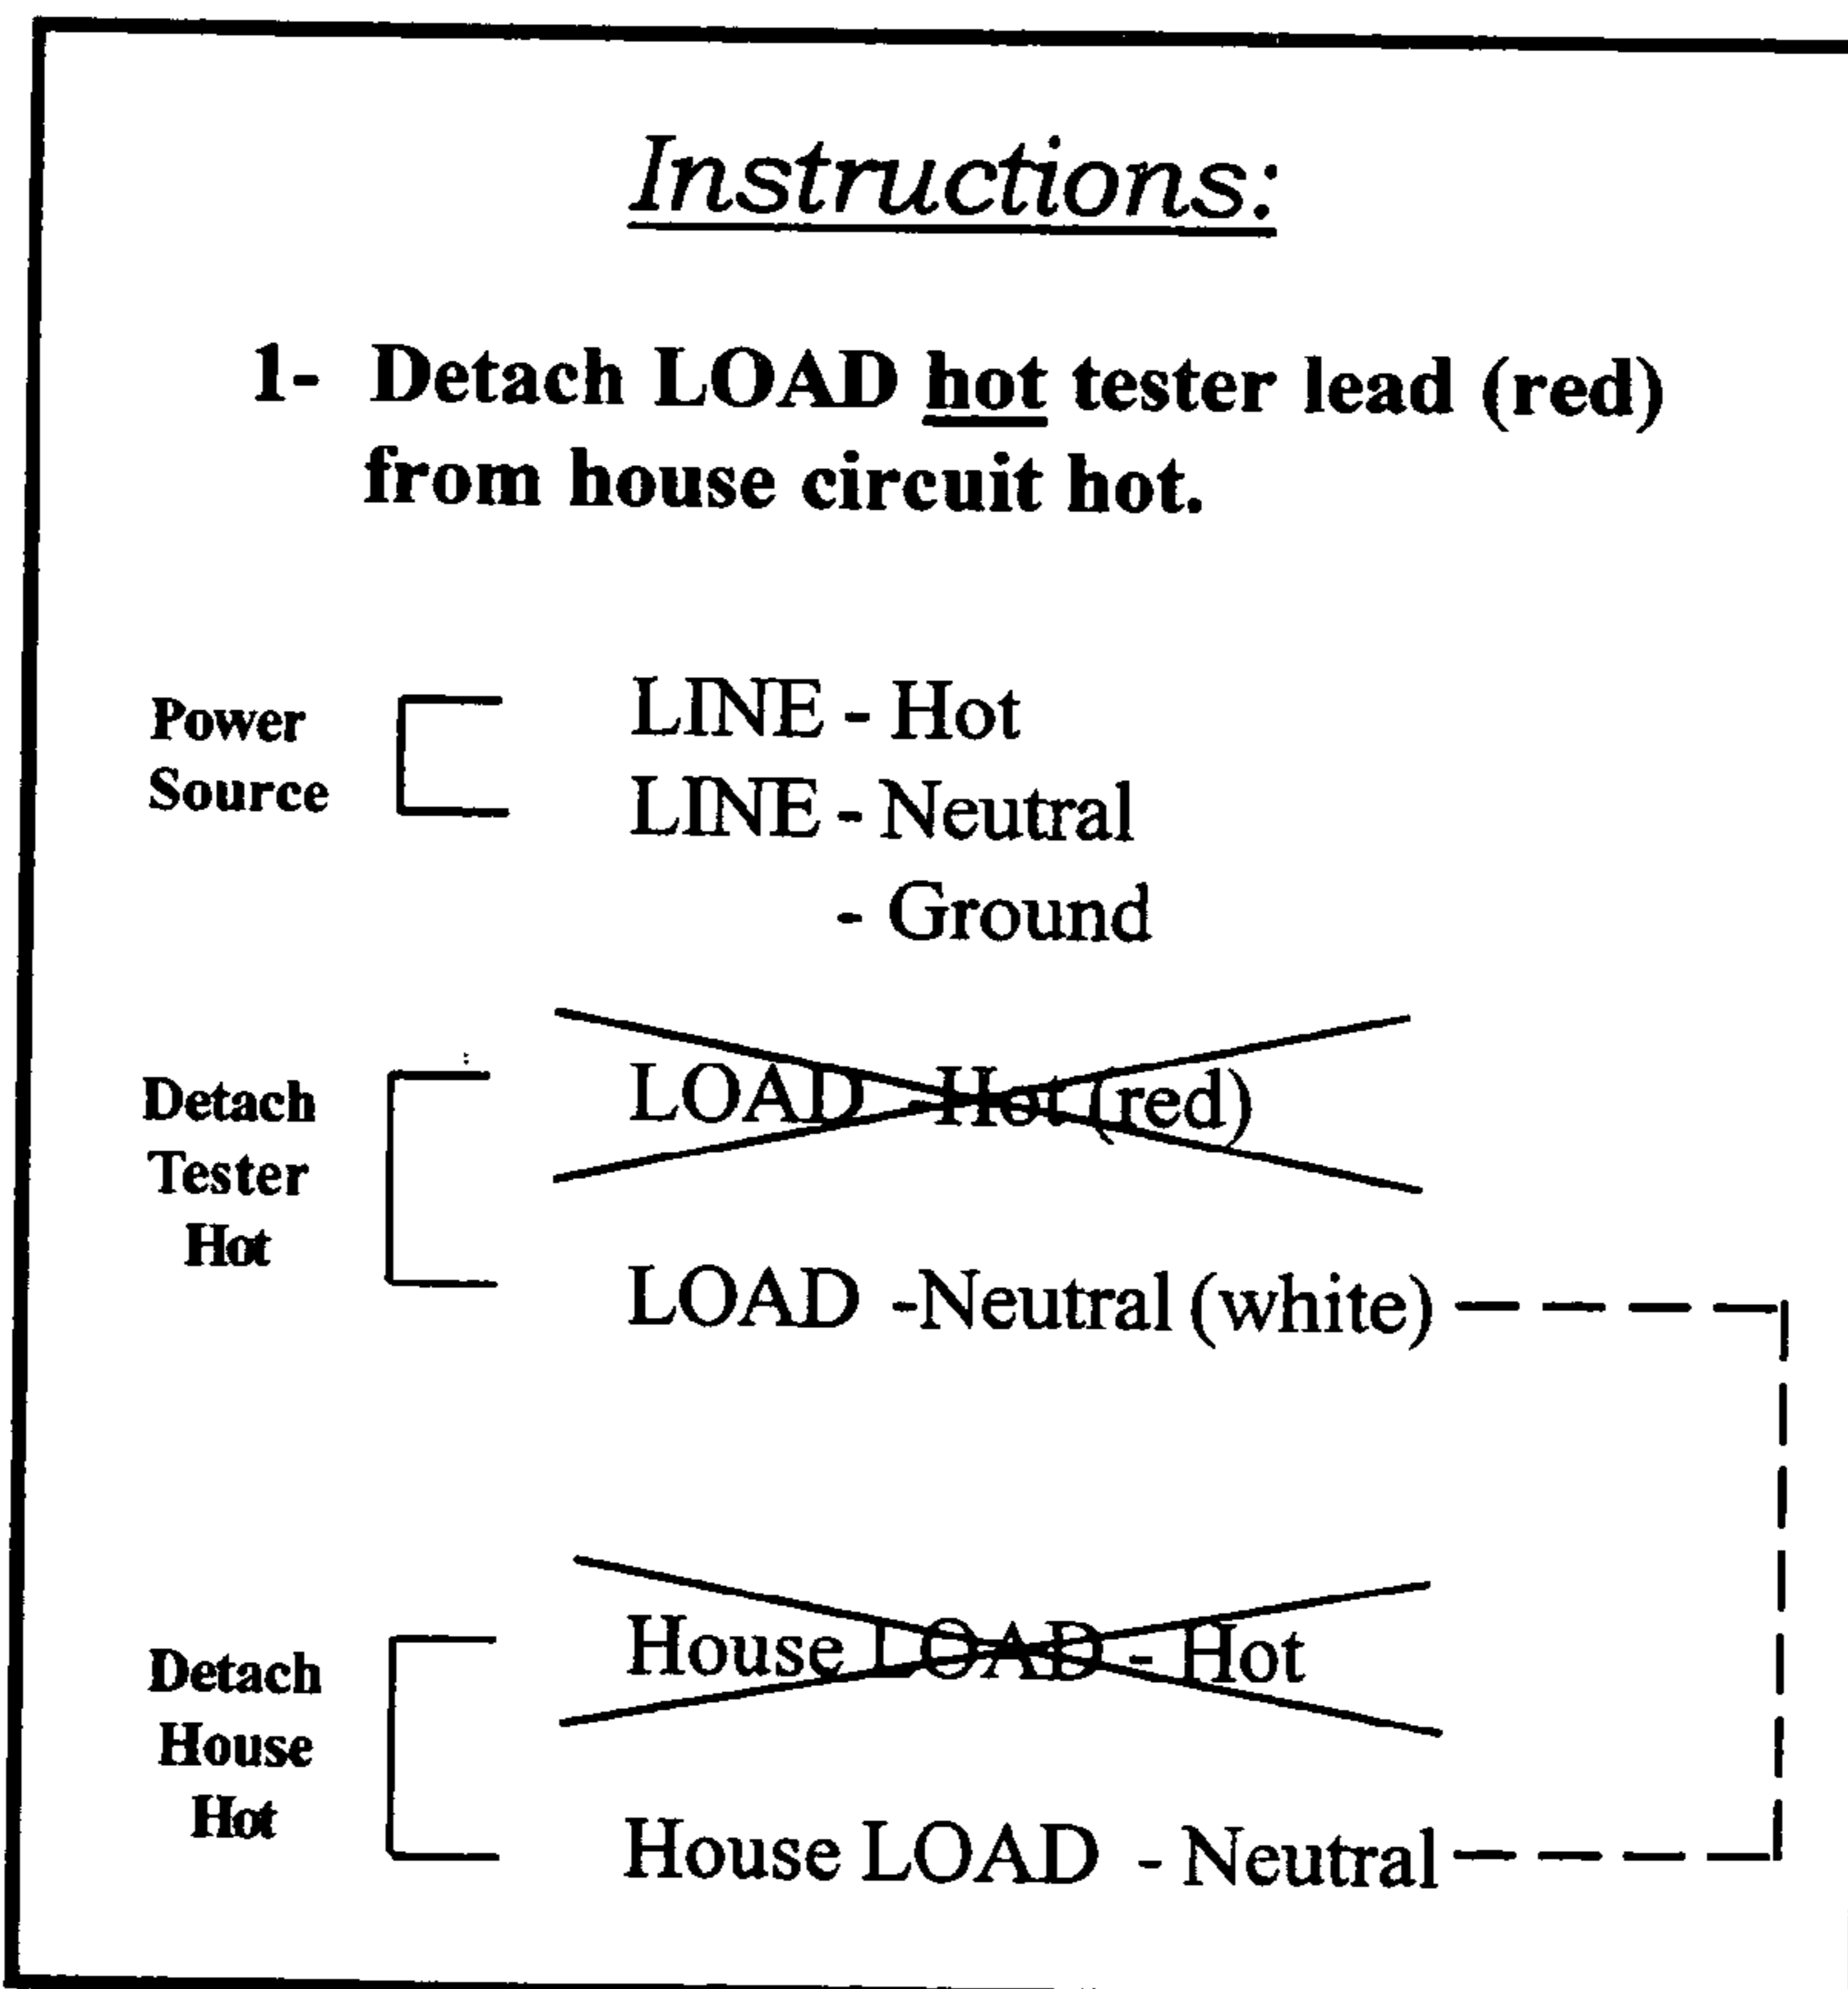 Instructions:
1- Detach LOAD hot tester lead (red)
from house circuit hot.
Power
Source
LINE - Hot
LINE - Neutral
- Ground
Detach
Tester
Hot
LOAD - Hot (red)
LOAD -Neutral (white)
Detach
House
Hot
House LOAD - Hot
House LOAD - Neutral